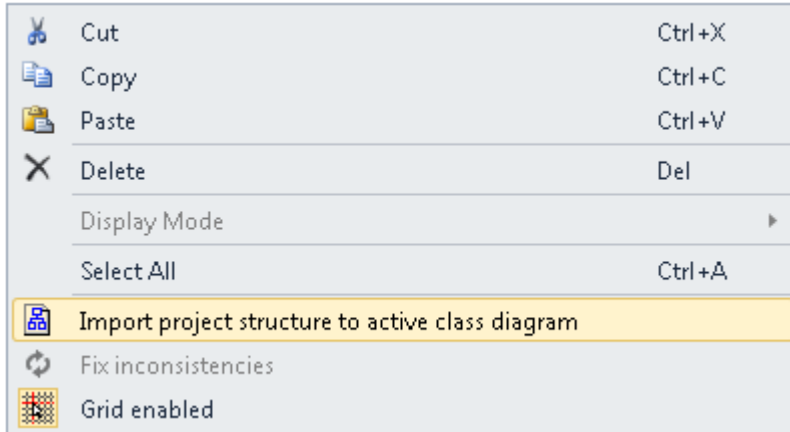 Cut Ctrl+X
Copy Ctrl+C
Paste Ctrl+V
Delete Del
Display Mode
Select All Ctrl+A
Import project structure to active class diagram
Fix inconsistencies
Grid enabled